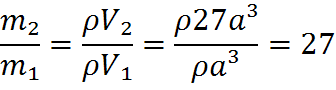 m₂/m₁ = ρV₂/ρV₁ = ρ27a³/ρa³ = 27